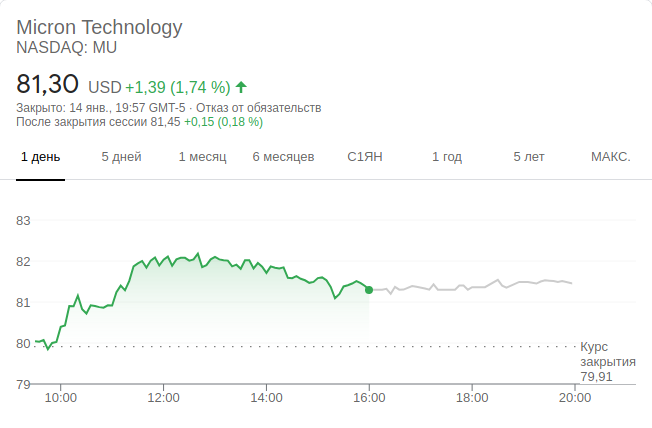 Micron Technology
NASDAQ: MU
81,30 USD +1,39 (1,74 %)
Закрыто: 14 янв., 19:57 GMT-5 · Отказ от обязательств
После закрытия сессии 81,45 +0,15 (0,18 %)
1 день 5 дней 1 месяц 6 месяцев С1ЯН 1 год 5 лет МАКС.
83
82
81
80
Курс
закрытия
79,91
79
10:00 12:00 14:00 16:00 18:00 20:00